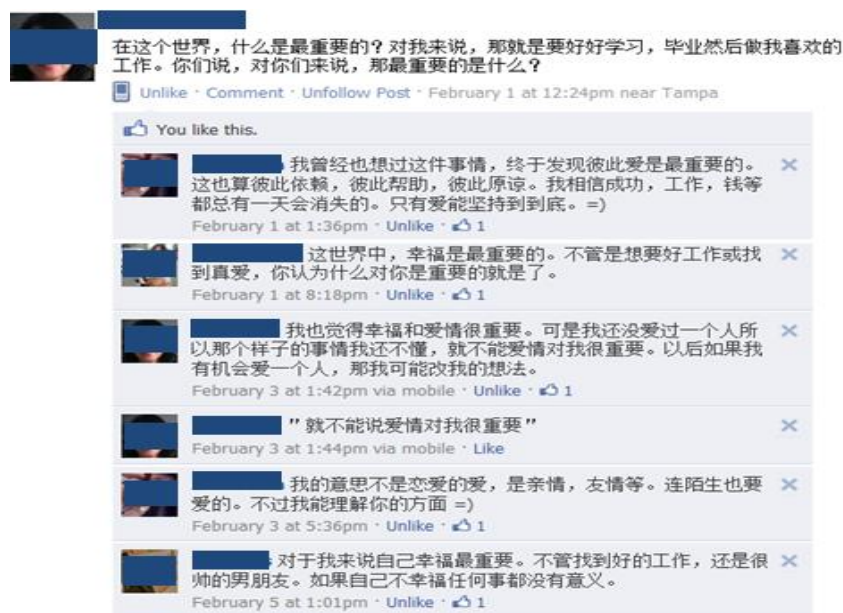 在这个世界，什么是最重要的？对我来说，那就是要好好学习，毕业然后做我喜欢的
工作。你们说，对你们来说，那最重要的是什么？
Unlike · Comment · Unfollow Post · February 1 at 12:24pm near Tampa
You like this.
我曾经也想过这件事情，终于发现彼此爱是最重要的。
这也算彼此依赖，彼此帮助，彼此原谅。我相信成功，工作，钱等
都总有一天会消失的。只有爱能坚持到到底。=)
February 1 at 1:36pm · Unlike · 1
这世界中，幸福是最重要的。不管是想要好工作或找
到真爱，你认为什么对你是重要的就是了。
February 1 at 8:18pm · Unlike · 1
我也觉得幸福和爱情很重要。可是我还没爱过一个人所
以那个样子的事情我还不懂，就不能爱情对我很重要。以后如果我
有机会爱一个人，那我可能改我的想法。
February 3 at 1:42pm via mobile · Unlike · 1
"就不能说爱情对我很重要"
February 3 at 1:44pm via mobile · Like
我的意思不是恋爱的爱，是亲情，友情等。连陌生也要
爱的。不过我能理解你的方面 =)
February 3 at 5:36pm · Unlike · 1
对于我来说自己幸福最重要。不管找到好的工作，还是很
帅的男朋友。如果自己不幸福任何事都没有意义。
February 5 at 1:01pm · Unlike · 1